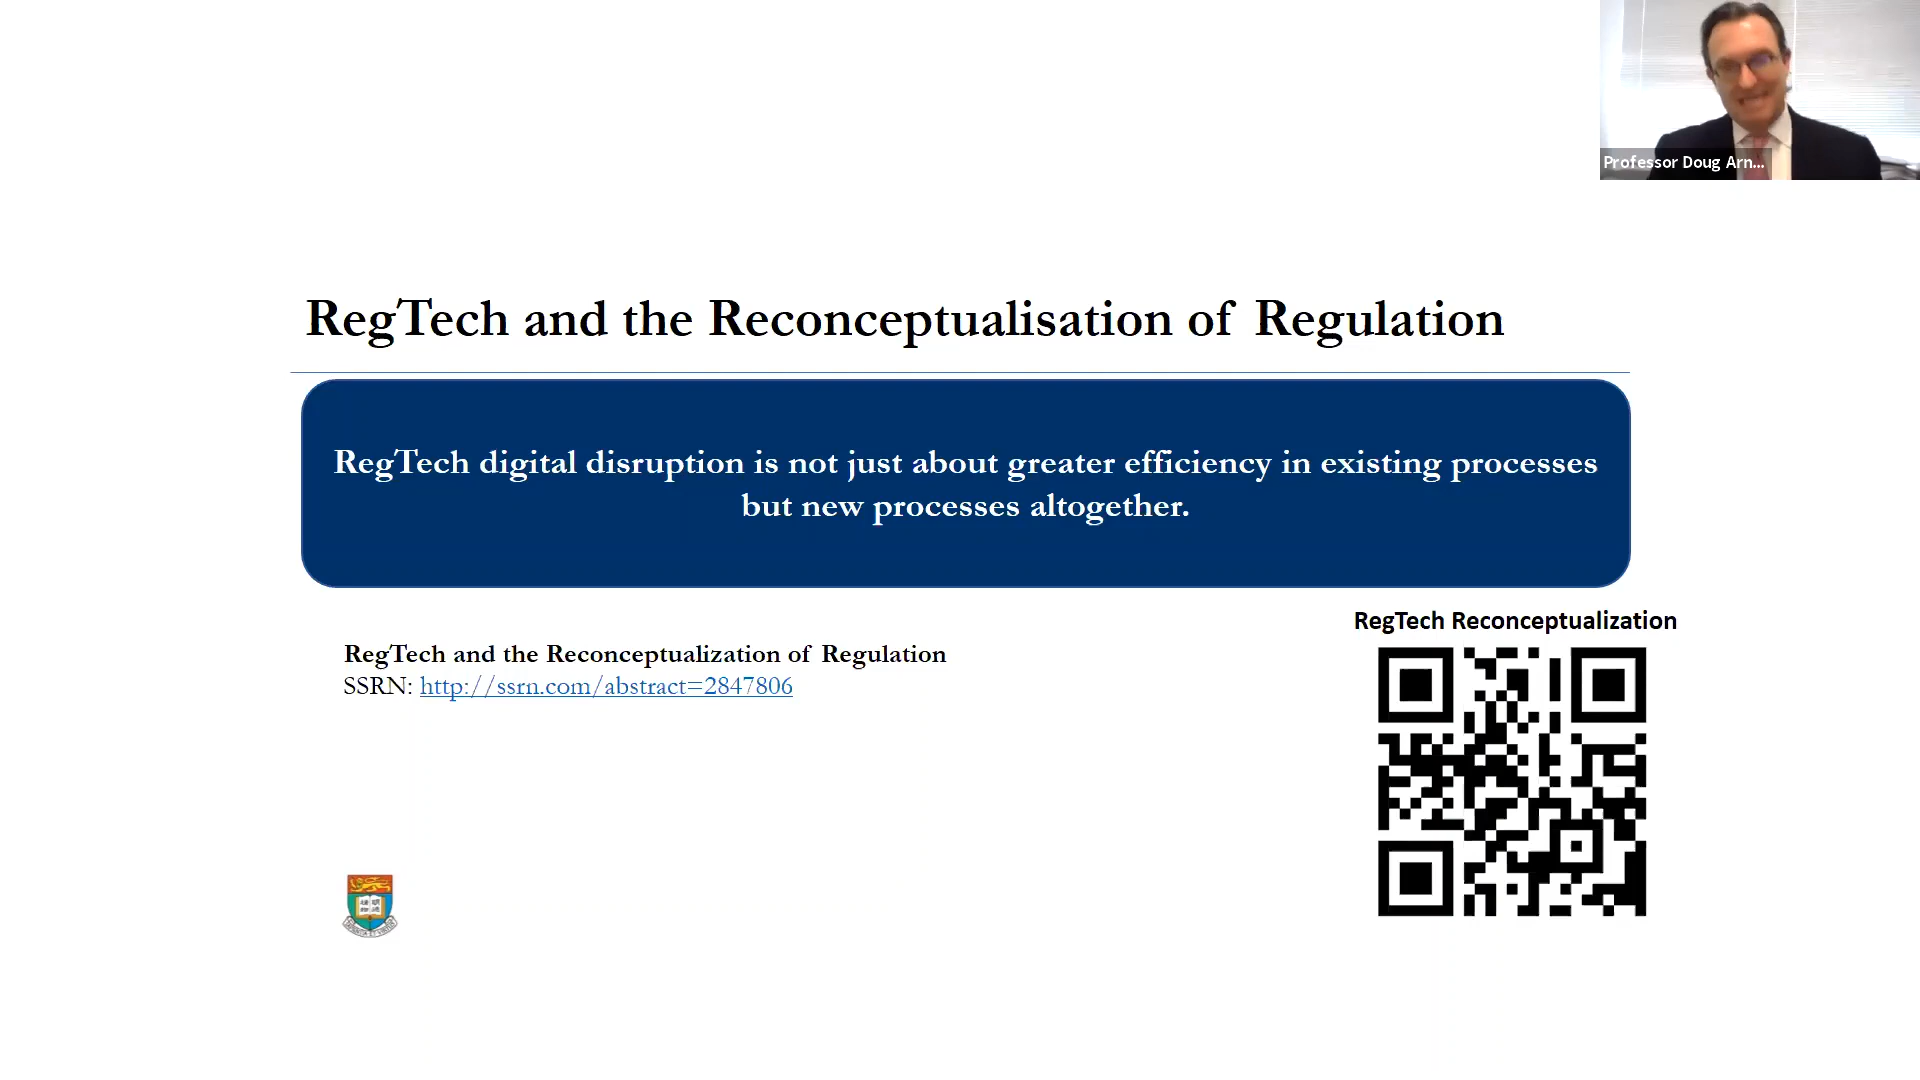 Professor Doug Arn...
RegTech and the Reconceptualisation of Regulation
RegTech digital disruption is not just about greater efficiency in existing processes
but new processes altogether.
RegTech Reconceptualization
RegTech and the Reconceptualization of Regulation
SSRN: http://ssrn.com/abstract=2847806